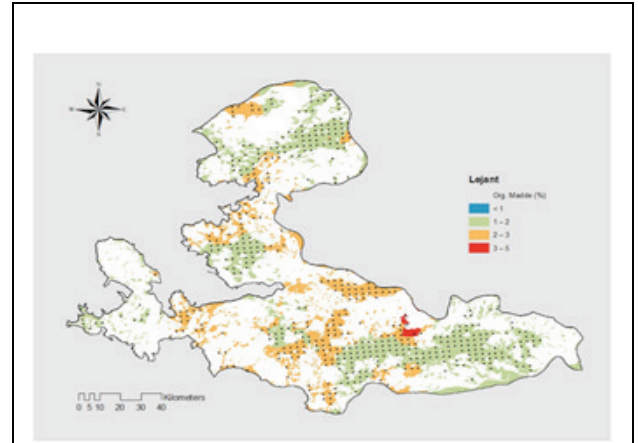 N
W E
S
Lejant
Org. Madde (%)
< 1
1 – 2
2 – 3
3 – 5
Kilometers
0 5 10 20 30 40